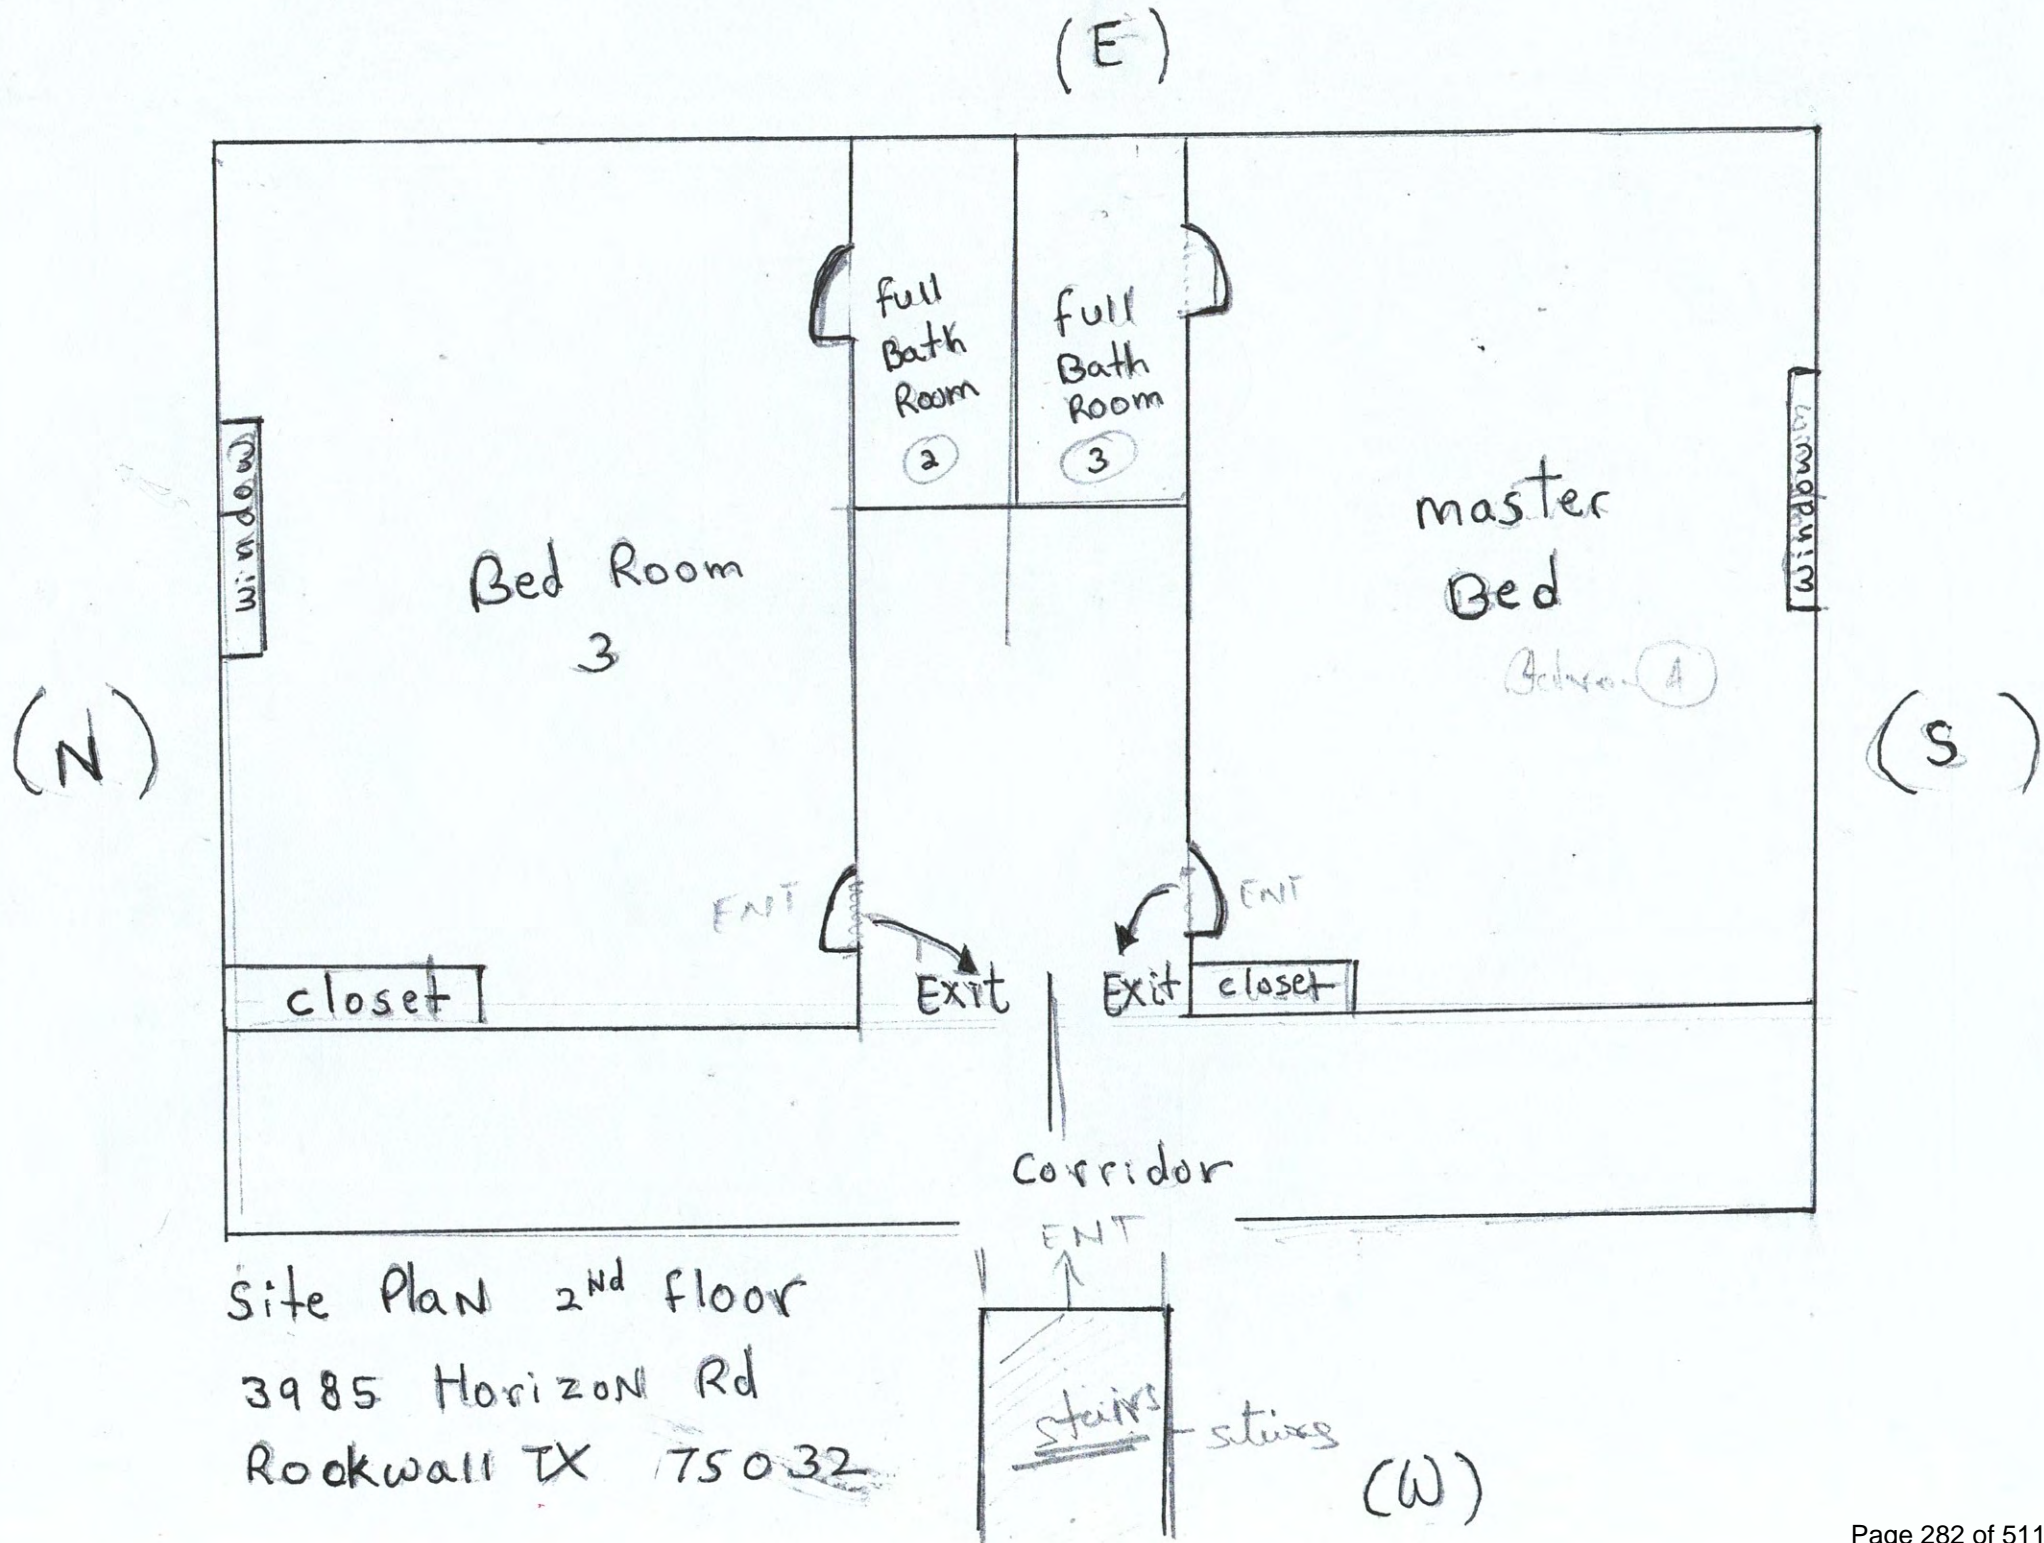 (E)
full
Bath
Room
2
full
Bath
Room
3
window
Bed Room
3
master
Bed
4
window
(N)
(S)
ENT
ENT
closet
Exit
Exit
closet
Corridor
ENT
Site PlaN 2Nd floor
3985 HorizoN Rd
Rockwall TX 75032
stairs
stairs
(W)
Page 282 of 511